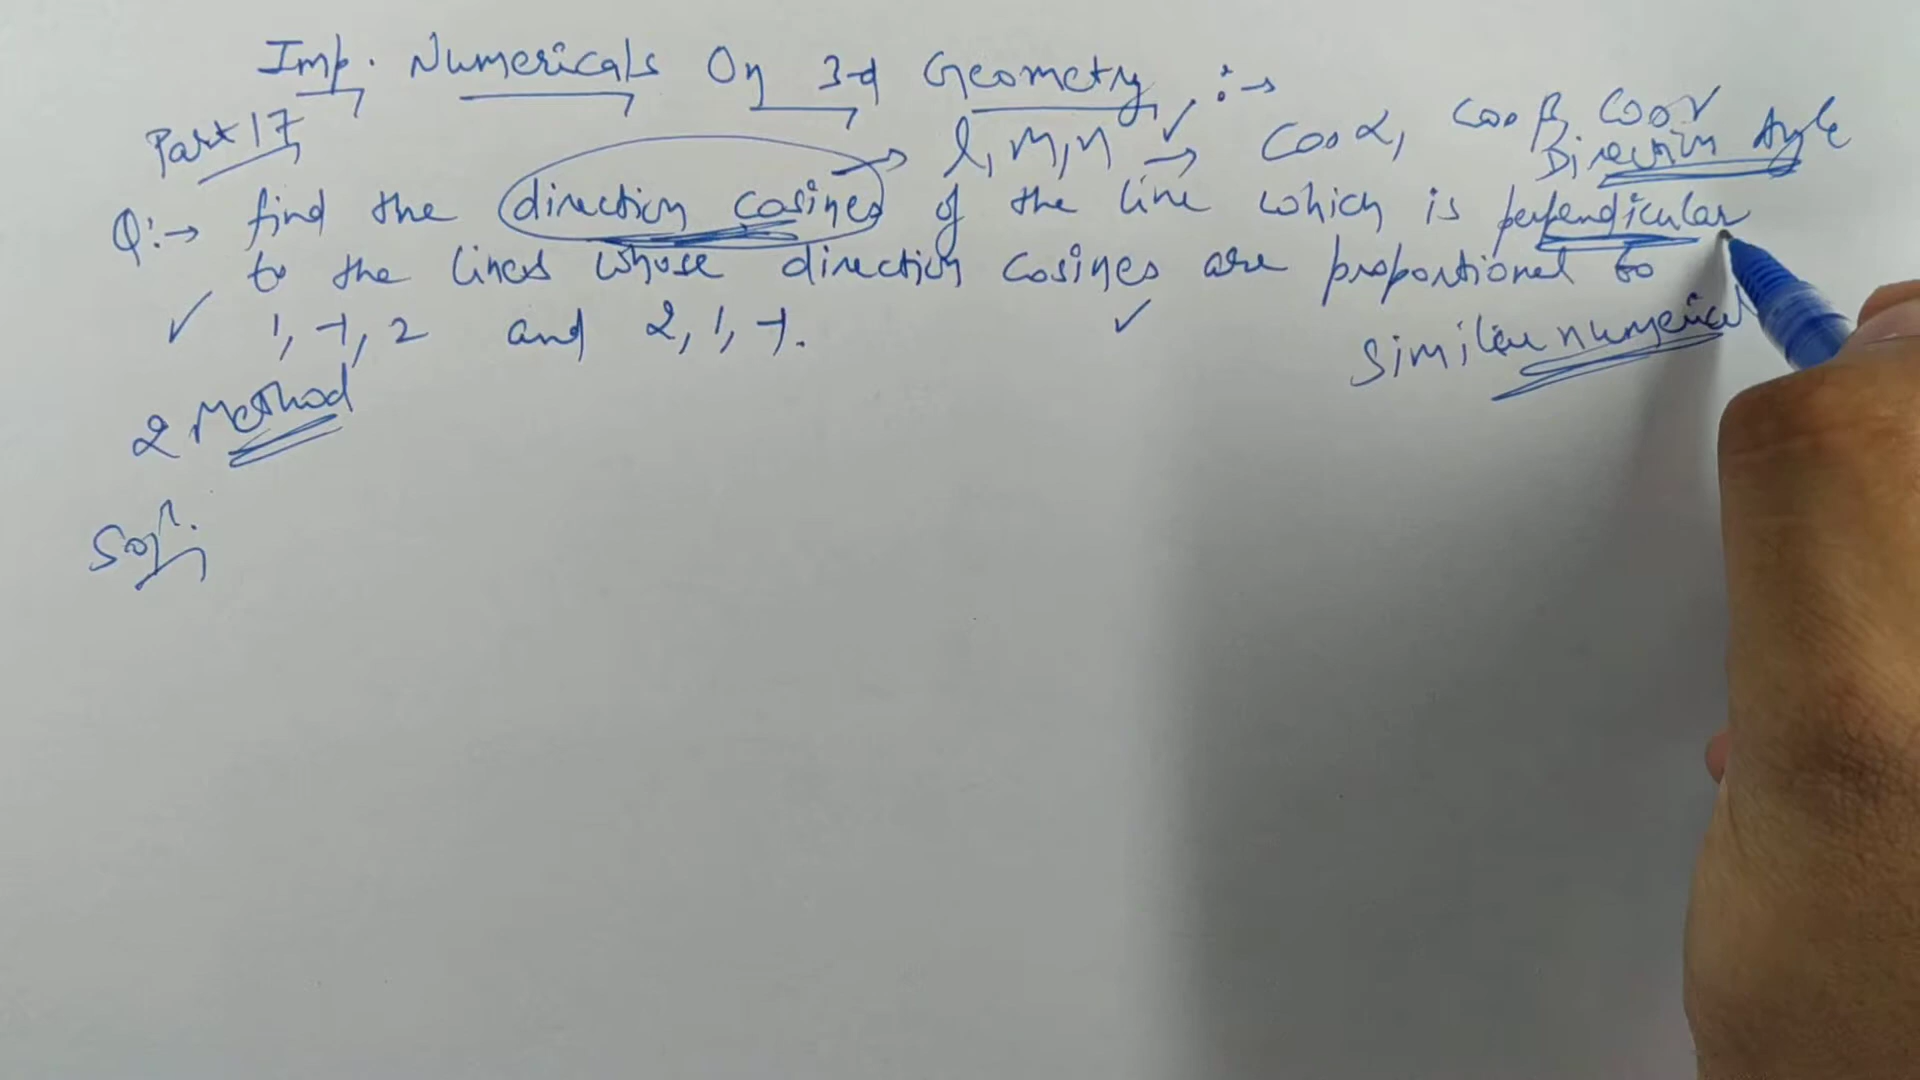 Imp. Numericals On 3-d Geometry :→
Part 17
l, m, n → Cos α, Cos β, Cos γ
Direction Angle
Q:→ find the direction cosines of the line which is perpendicular
to the lines whose direction cosines are proportional to
1, -1, 2 and 2, 1, -1.
Similar numerical
2 Method
Sol<sup>n</sup>.